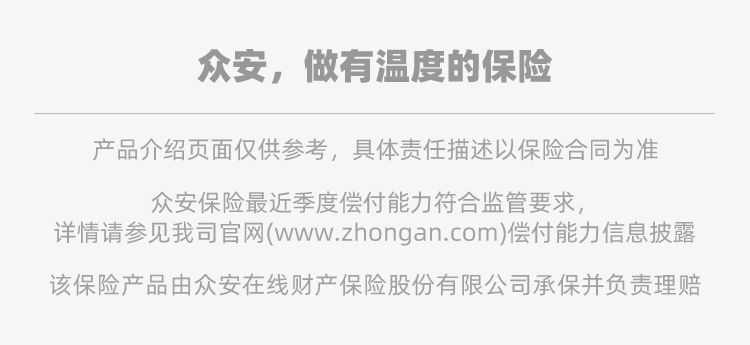 众安，做有温度的保险
产品介绍页面仅供参考，具体责任描述以保险合同为准
众安保险最近季度偿付能力符合监管要求，
详情请参见我司官网(www.zhongan.com)偿付能力信息披露
该保险产品由众安在线财产保险股份有限公司承保并负责理赔